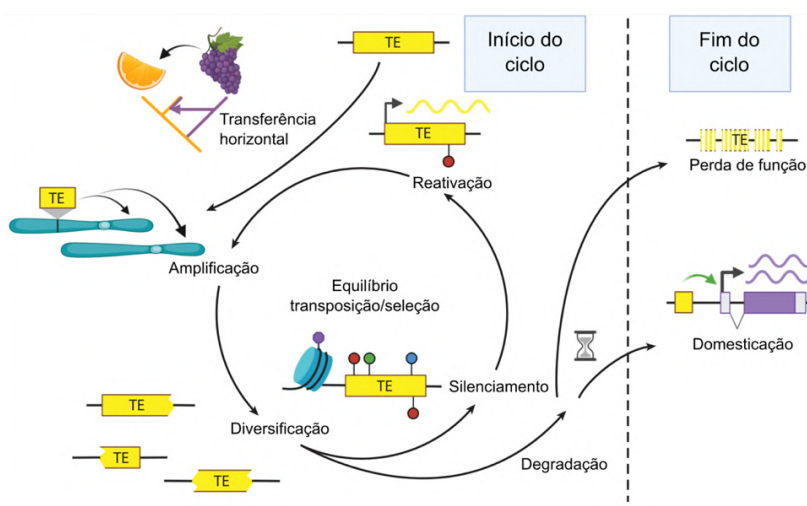 TE
Início do
ciclo
Fim do
ciclo
Transferência
horizontal
TE
TE
Perda de função
Reativação
TE
Amplificação
Equilíbrio
transposição/seleção
Domesticação
TE
Silenciamento
TE
Diversificação
TE
Degradação
TE